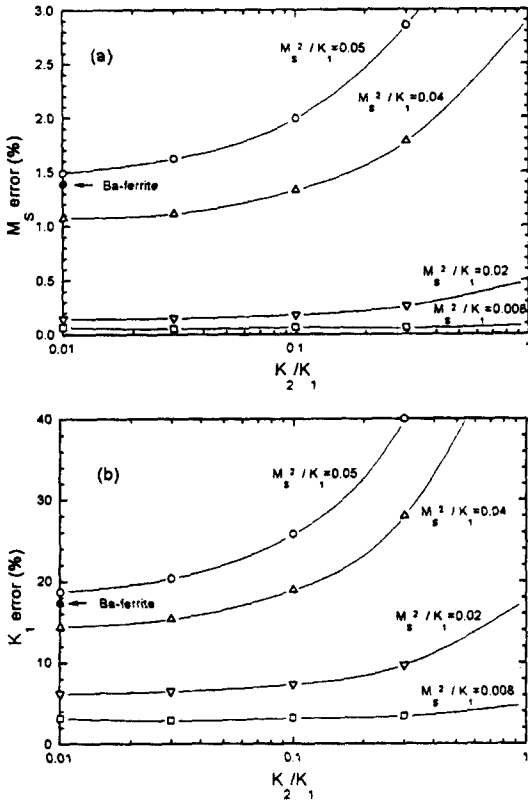 (a)
M_s error (%)
3.0
2.5
2.0
1.5
1.0
0.5
0.0
M_s^2 / K_1=0.05
M_s^2 / K_1=0.04
Ba-ferrite
M_s^2 / K_1=0.02
M_s^2 / K_1=0.008
0.01
0.1
1
K_2/K_1
(b)
K_1 error (%)
40
30
20
10
0
M_s^2 / K_1=0.05
M_s^2 / K_1=0.04
Ba-ferrite
M_s^2 / K_1=0.02
M_s^2 / K_1=0.008
0.01
0.1
1
K_2/K_1